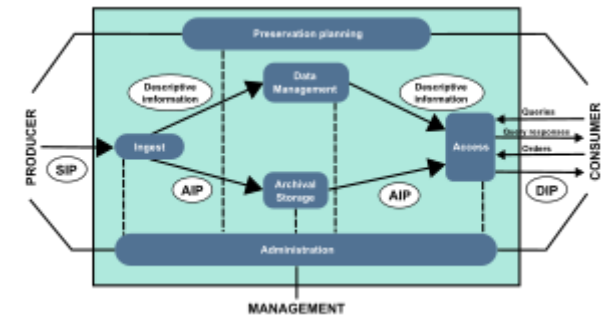 Preservation planning
Descriptive
information
Data
Management
Descriptive
information
PRODUCER
SIP
Ingest
AIP
Archival
Storage
AIP
Access
Queries
Query responses
Orders
DIP
CONSUMER
Administration
MANAGEMENT